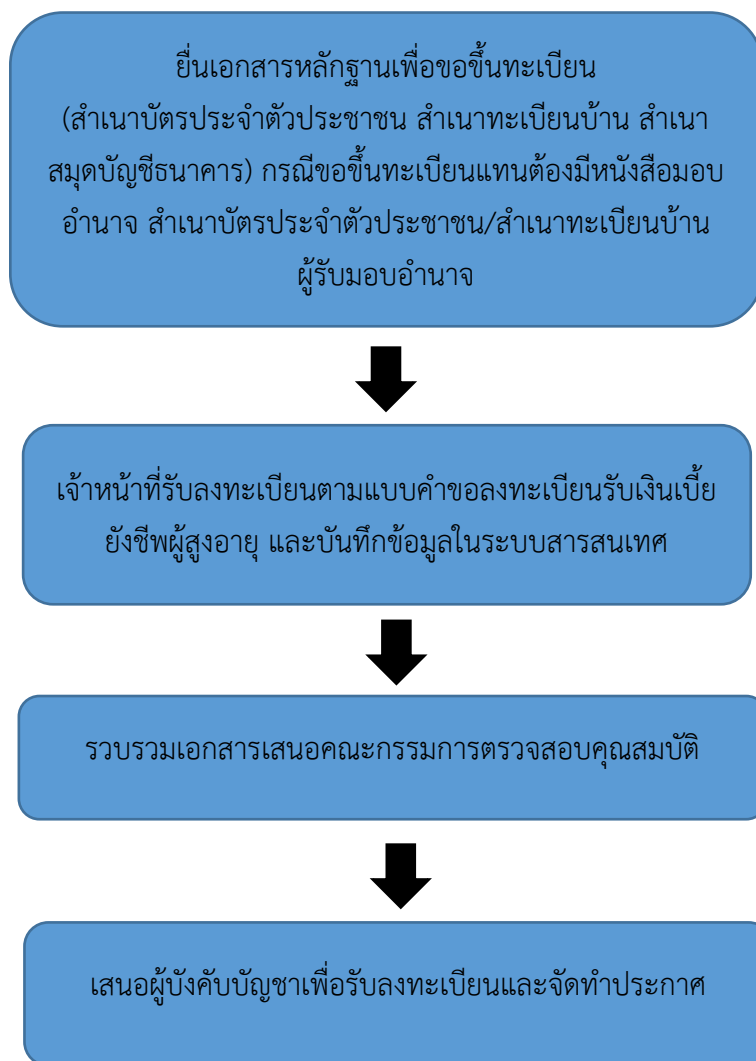 ยื่นเอกสารหลักฐานเพื่อขอขึ้นทะเบียน
(สำเนาบัตรประจำตัวประชาชน สำเนาทะเบียนบ้าน สำเนา
สมุดบัญชีธนาคาร) กรณีขอขึ้นทะเบียนแทนต้องมีหนังสือมอบ
อำนาจ สำเนาบัตรประจำตัวประชาชน/สำเนาทะเบียนบ้าน
ผู้รับมอบอำนาจ
เจ้าหน้าที่รับลงทะเบียนตามแบบคำขอลงทะเบียนรับเงินเบี้ย
ยังชีพผู้สูงอายุ และบันทึกข้อมูลในระบบสารสนเทศ
รวบรวมเอกสารเสนอคณะกรรมการตรวจสอบคุณสมบัติ
เสนอผู้บังคับบัญชาเพื่อรับลงทะเบียนและจัดทำประกาศ